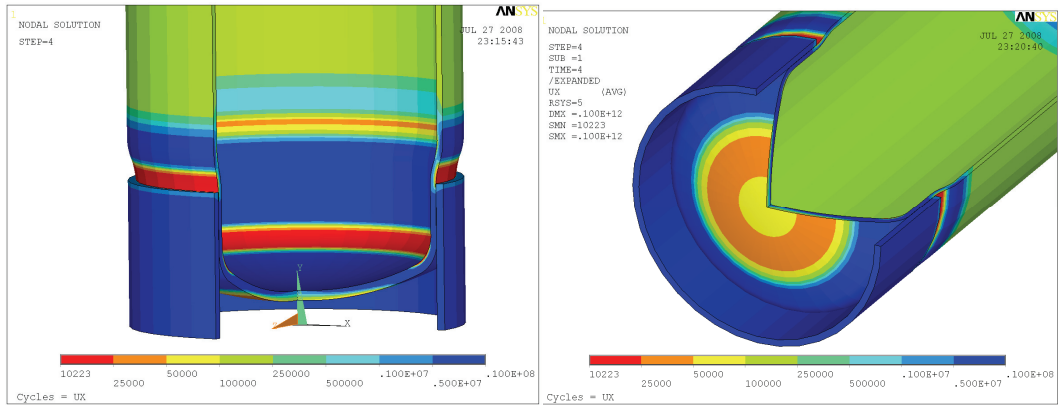 1
ANSYS
NODAL SOLUTION
JUL 27 2008
STEP=4
23:15:43
Y
X
10223
50000
250000
.100E+07
.100E+08
25000
100000
500000
.500E+07
Cycles = UX
1
ANSYS
NODAL SOLUTION
JUL 27 2008
23:20:40
STEP=4
SUB =1
TIME=4
/EXPANDED
UX (AVG)
RSYS=5
DMX =.100E+12
SMN =10223
SMX =.100E+12
10223
50000
250000
.100E+07
.100E+08
25000
100000
500000
.500E+07
Cycles = UX